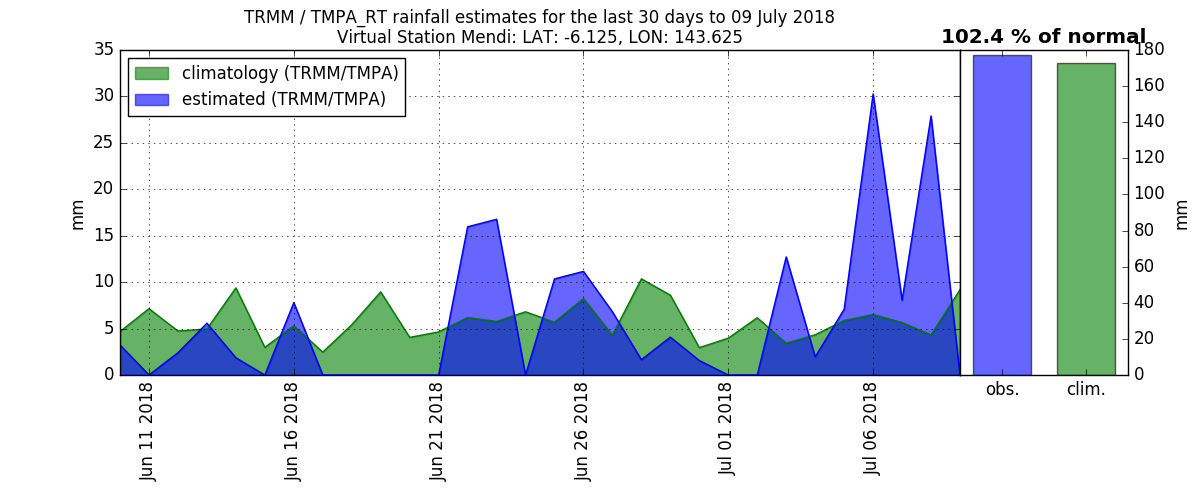 TRMM / TMPA_RT rainfall estimates for the last 30 days to 09 July 2018
Virtual Station Mendi: LAT: -6.125, LON: 143.625
102.4 % of normal
climatology (TRMM/TMPA)
estimated (TRMM/TMPA)
35
30
25
20
15
10
5
0
mm
Jun 11 2018
Jun 16 2018
Jun 21 2018
Jun 26 2018
Jul 01 2018
Jul 06 2018
obs.
clim.
180
160
140
120
100
80
60
40
20
0
mm